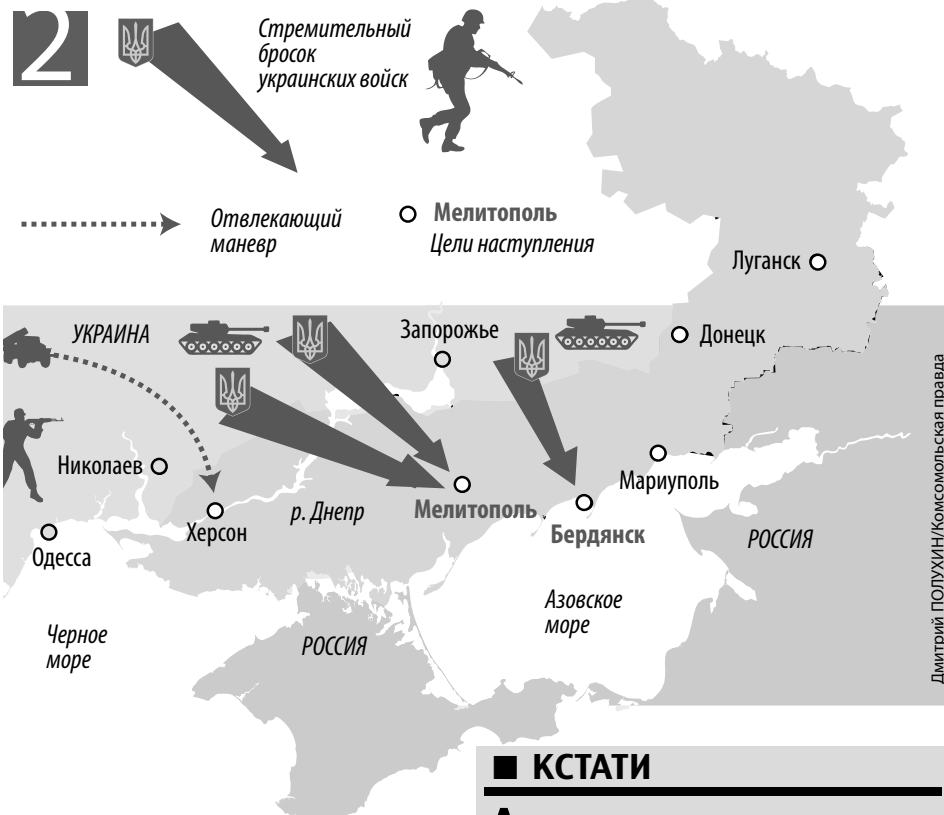 2
Стремительный
бросок
украинских войск
Отвлекающий
маневр
Мелитополь
Цели наступления
Луганск
УКРАИНА
Запорожье
Донецк
Николаев
Мариуполь
Херсон
р. Днепр
Мелитополь
Бердянск
Одесса
РОССИЯ
Азовское
море
Черное
море
РОССИЯ
Дмитрий ПОЛУХИН/Комсомольская правда
■ КСТАТИ